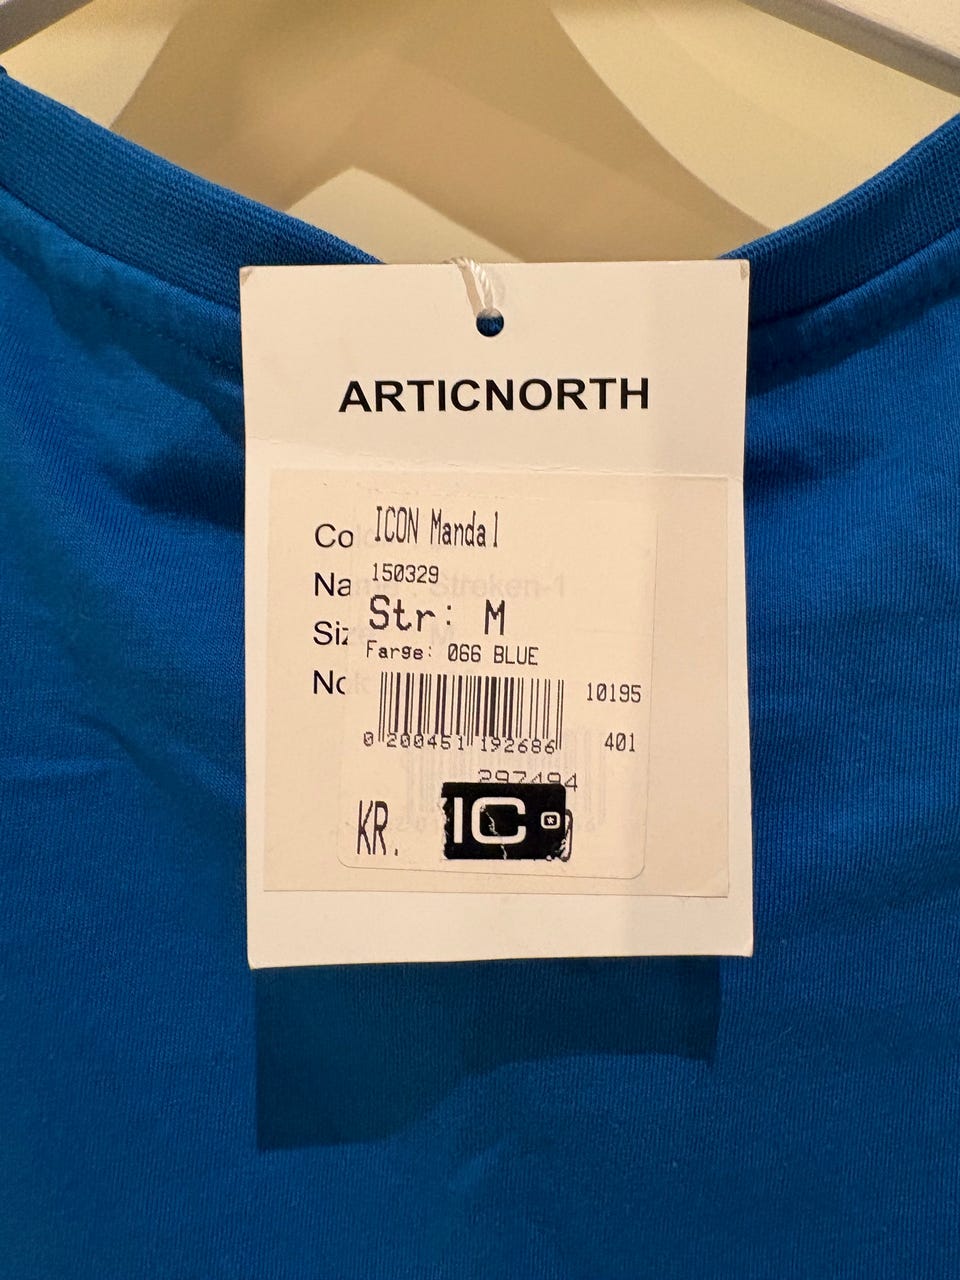 ARTICNORTH
ICON Mandal
Co
150329
Na
Streken-1
Str: M
Siz
Farge: 066 BLUE
No
10195
0 200451 192686
401
297494
KR.
IC